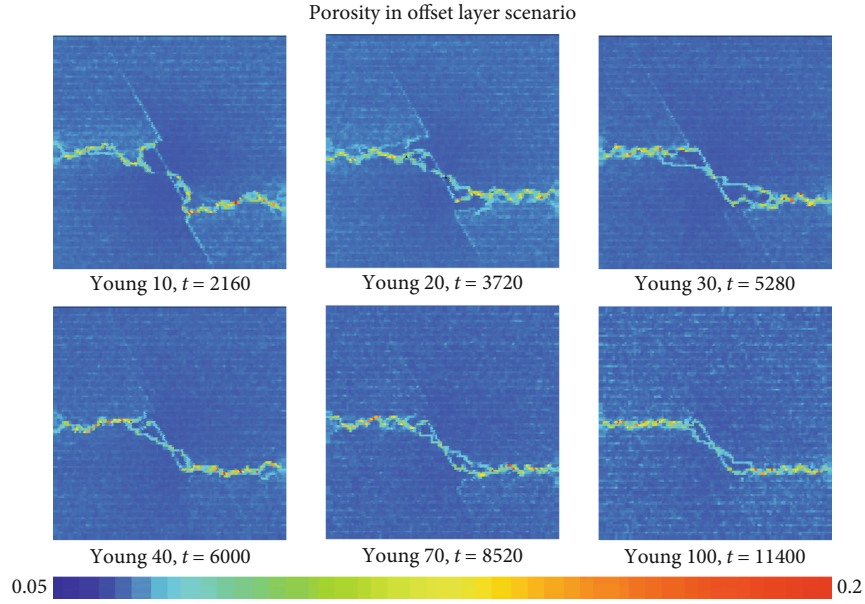 Porosity in offset layer scenario
Young 10, t = 2160
Young 20, t = 3720
Young 30, t = 5280
Young 40, t = 6000
Young 70, t = 8520
Young 100, t = 11400
0.05
0.2